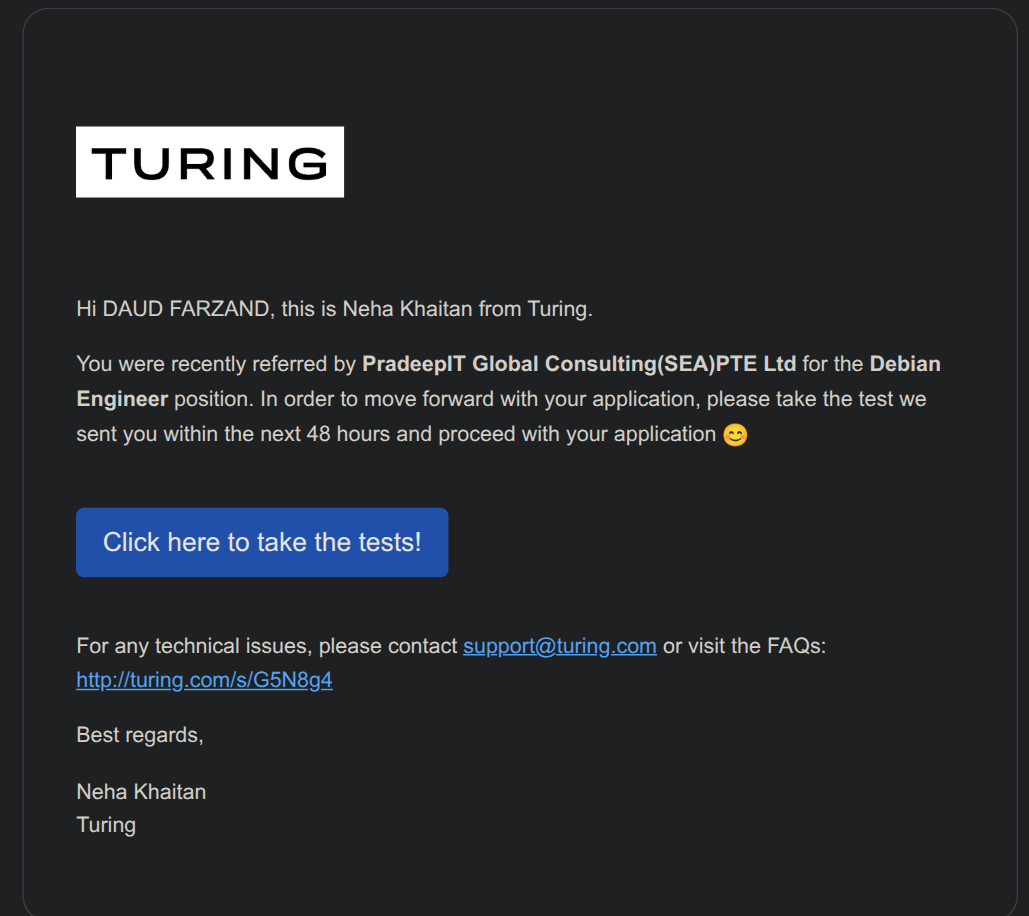 TURING
Hi DAUD FARZAND, this is Neha Khaitan from Turing.
You were recently referred by PradeepIT Global Consulting(SEA)PTE Ltd for the Debian
Engineer position. In order to move forward with your application, please take the test we
sent you within the next 48 hours and proceed with your application 😊
Click here to take the tests!
For any technical issues, please contact support@turing.com or visit the FAQs:
http://turing.com/s/G5N8g4
Best regards,
Neha Khaitan
Turing